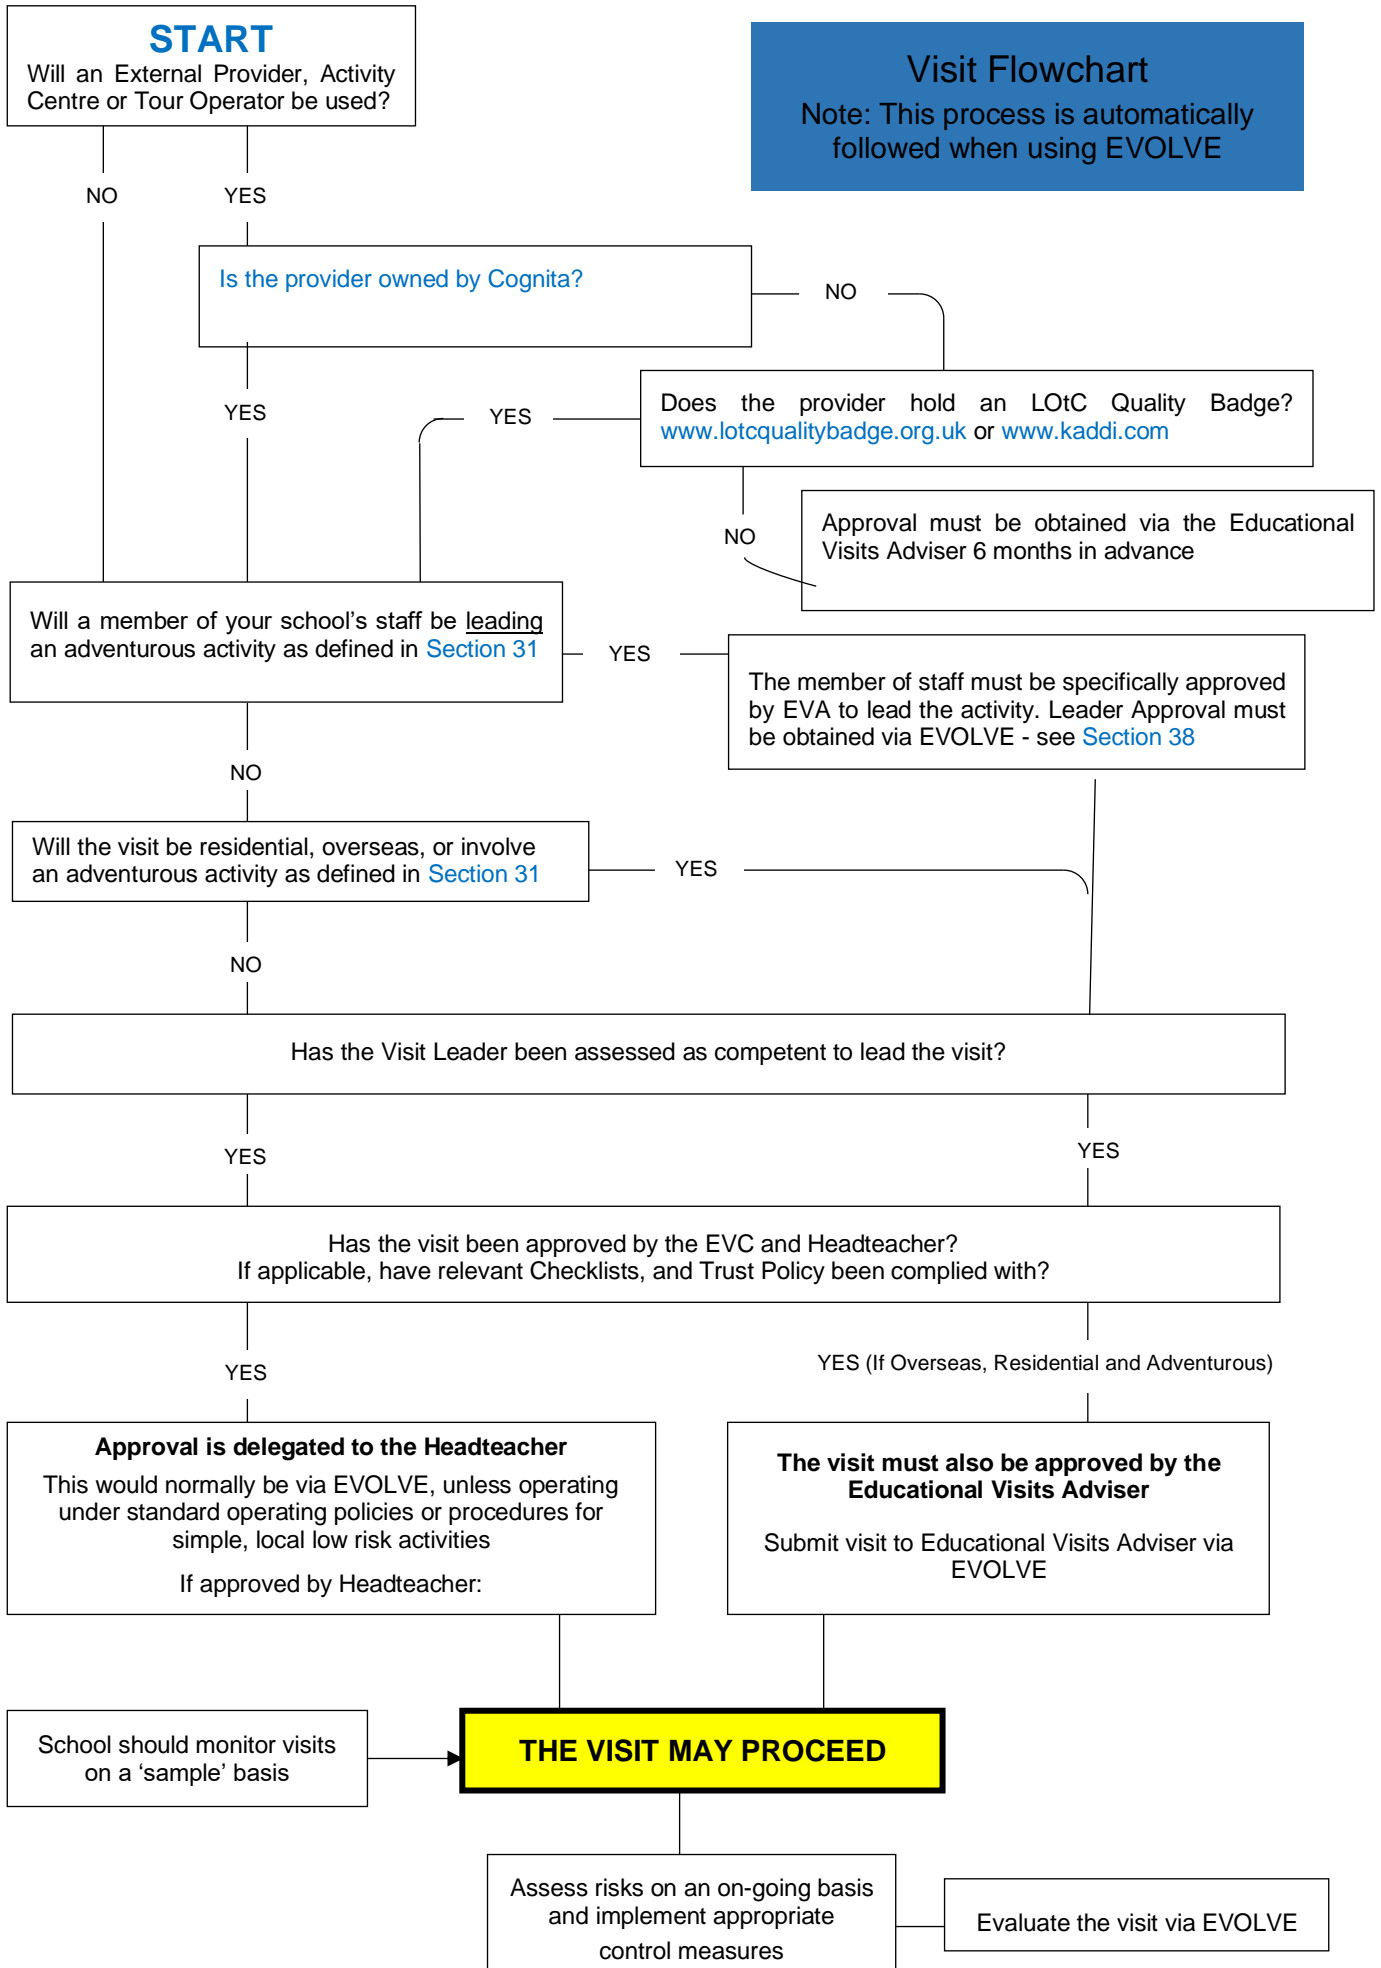 START
Will an External Provider, Activity
Centre or Tour Operator be used?
Visit Flowchart
Note: This process is automatically
followed when using EVOLVE
NO
YES
Is the provider owned by Cognita?
NO
YES
Does the provider hold an LOtC Quality Badge?
www.lotcqualitybadge.org.uk or www.kaddi.com
YES
NO
Approval must be obtained via the Educational
Visits Adviser 6 months in advance
Will a member of your school's staff be leading
an adventurous activity as defined in Section 31
YES
The member of staff must be specifically approved
by EVA to lead the activity. Leader Approval must
be obtained via EVOLVE - see Section 38
NO
Will the visit be residential, overseas, or involve
an adventurous activity as defined in Section 31
YES
NO
Has the Visit Leader been assessed as competent to lead the visit?
YES
YES
Has the visit been approved by the EVC and Headteacher?
If applicable, have relevant Checklists, and Trust Policy been complied with?
YES
YES (If Overseas, Residential and Adventurous)
Approval is delegated to the Headteacher
This would normally be via EVOLVE, unless operating
under standard operating policies or procedures for
simple, local low risk activities
If approved by Headteacher:
The visit must also be approved by the
Educational Visits Adviser
Submit visit to Educational Visits Adviser via
EVOLVE
School should monitor visits
on a ‘sample’ basis
THE VISIT MAY PROCEED
Assess risks on an on-going basis
and implement appropriate
control measures
Evaluate the visit via EVOLVE